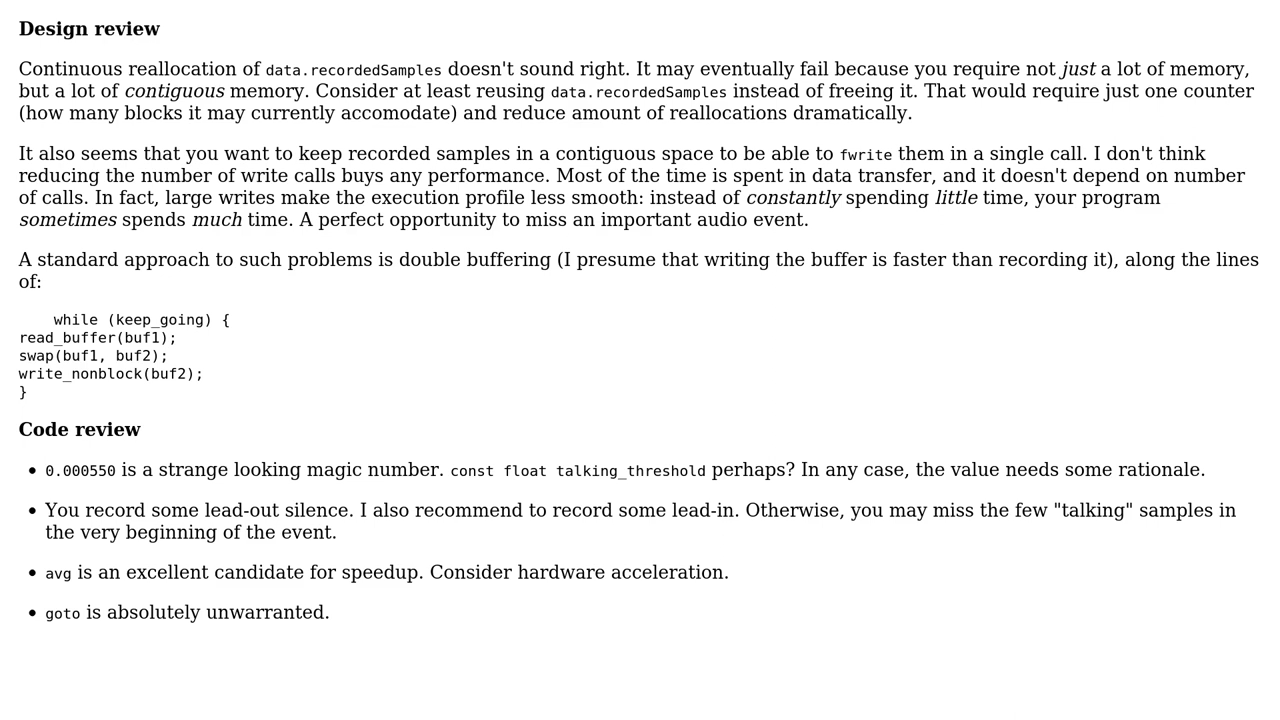 Design review
Continuous reallocation of data.recordedSamples doesn't sound right. It may eventually fail because you require not just a lot of memory,
but a lot of contiguous memory. Consider at least reusing data.recordedSamples instead of freeing it. That would require just one counter
(how many blocks it may currently accomodate) and reduce amount of reallocations dramatically.
It also seems that you want to keep recorded samples in a contiguous space to be able to fwrite them in a single call. I don't think
reducing the number of write calls buys any performance. Most of the time is spent in data transfer, and it doesn't depend on number
of calls. In fact, large writes make the execution profile less smooth: instead of constantly spending little time, your program
sometimes spends much time. A perfect opportunity to miss an important audio event.
A standard approach to such problems is double buffering (I presume that writing the buffer is faster than recording it), along the lines
of:
    while (keep_going) {
read_buffer(buf1);
swap(buf1, buf2);
write_nonblock(buf2);
}
Code review
• 0.000550 is a strange looking magic number. const float talking_threshold perhaps? In any case, the value needs some rationale.
• You record some lead-out silence. I also recommend to record some lead-in. Otherwise, you may miss the few "talking" samples in
the very beginning of the event.
• avg is an excellent candidate for speedup. Consider hardware acceleration.
• goto is absolutely unwarranted.